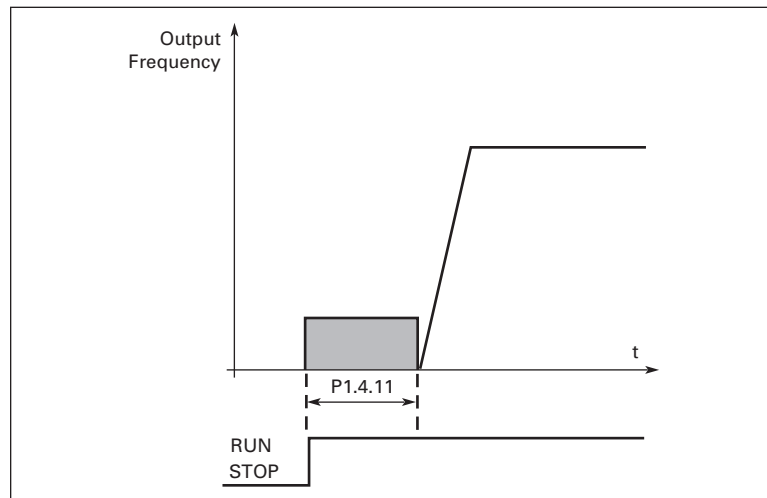 Output
Frequency
t
P1.4.11
RUN
STOP